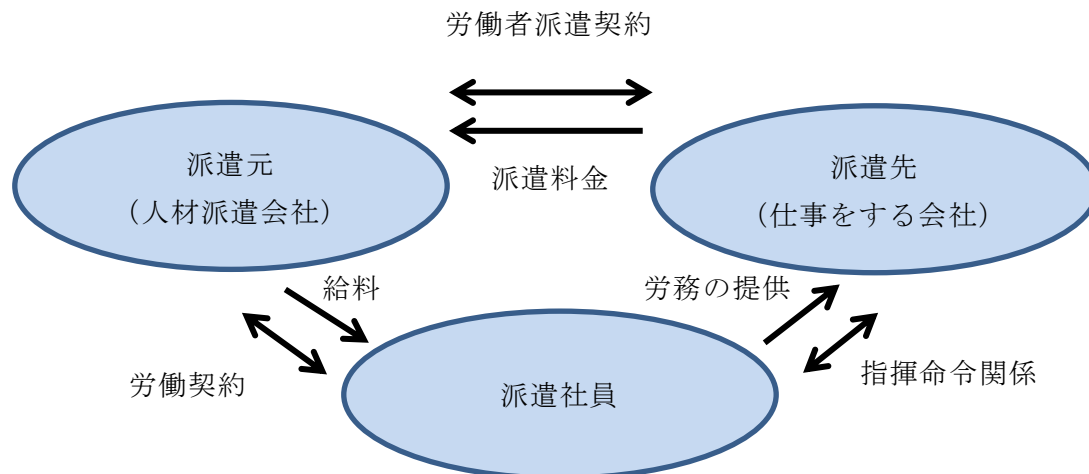 労働者派遣契約
派遣元
(人材派遣会社)
派遣料金
派遣先
(仕事をする会社)
給料
労務の提供
労働契約
派遣社員
指揮命令関係